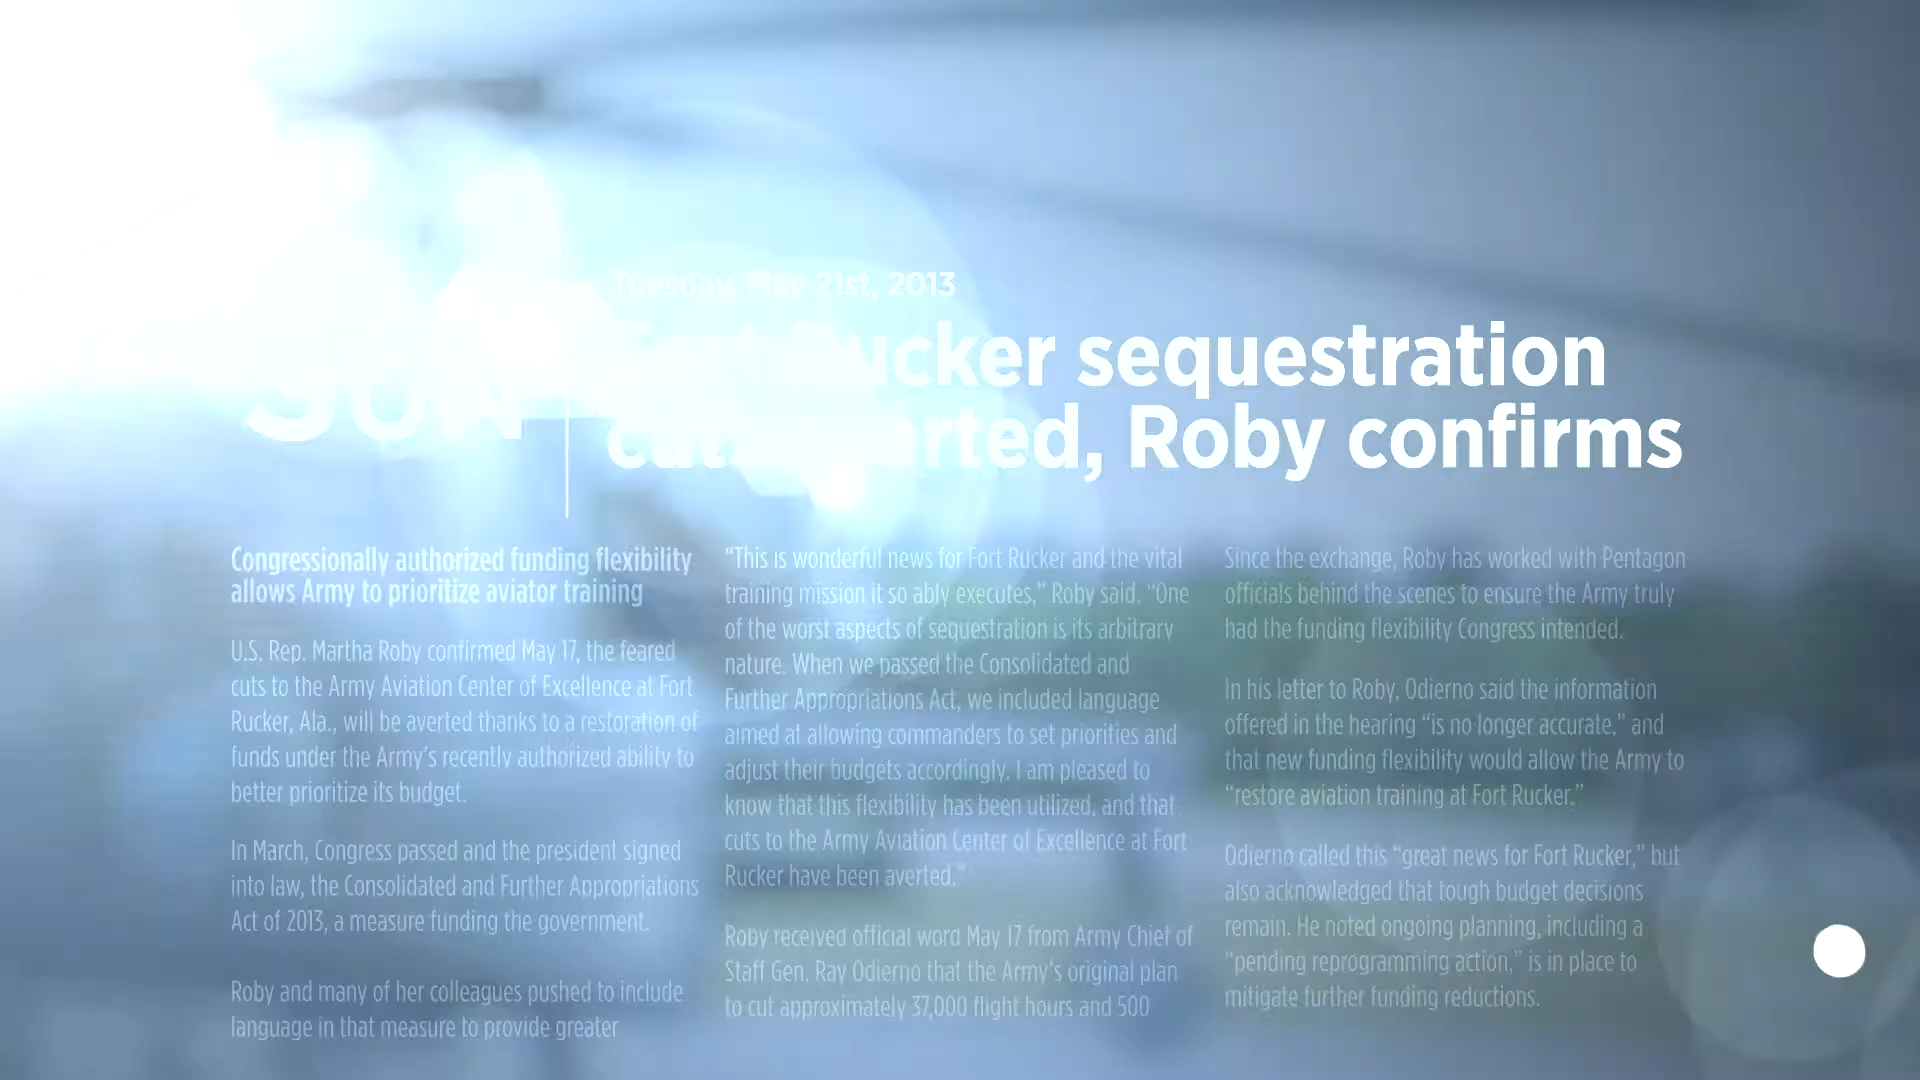 Tuesday, May 21st, 2013
Sun
Fort Rucker sequestration
cuts averted, Roby confirms
Congressionally authorized funding flexibility
allows Army to prioritize aviator training
U.S. Rep. Martha Roby confirmed May 17, the feared
cuts to the Army Aviation Center of Excellence at Fort
Rucker, Ala., will be averted thanks to a restoration of
funds under the Army’s recently authorized ability to
better prioritize its budget.
In March, Congress passed and the president signed
into law, the Consolidated and Further Appropriations
Act of 2013, a measure funding the government.
Roby and many of her colleagues pushed to include
language in that measure to provide greater
“This is wonderful news for Fort Rucker and the vital
training mission it so ably executes,” Roby said. “One
of the worst aspects of sequestration is its arbitrary
nature. When we passed the Consolidated and
Further Appropriations Act, we included language
aimed at allowing commanders to set priorities and
adjust their budgets accordingly. I am pleased to
know that this flexibility has been utilized, and that
cuts to the Army Aviation Center of Excellence at Fort
Rucker have been averted.”
Roby received official word May 17 from Army Chief of
Staff Gen. Ray Odierno that the Army’s original plan
to cut approximately 37,000 flight hours and 500
Since the exchange, Roby has worked with Pentagon
officials behind the scenes to ensure the Army truly
had the funding flexibility Congress intended.
In his letter to Roby, Odierno said the information
offered in the hearing “is no longer accurate,” and
that new funding flexibility would allow the Army to
“restore aviation training at Fort Rucker.”
Odierno called this “great news for Fort Rucker,” but
also acknowledged that tough budget decisions
remain. He noted ongoing planning, including a
“pending reprogramming action,” is in place to
mitigate further funding reductions.